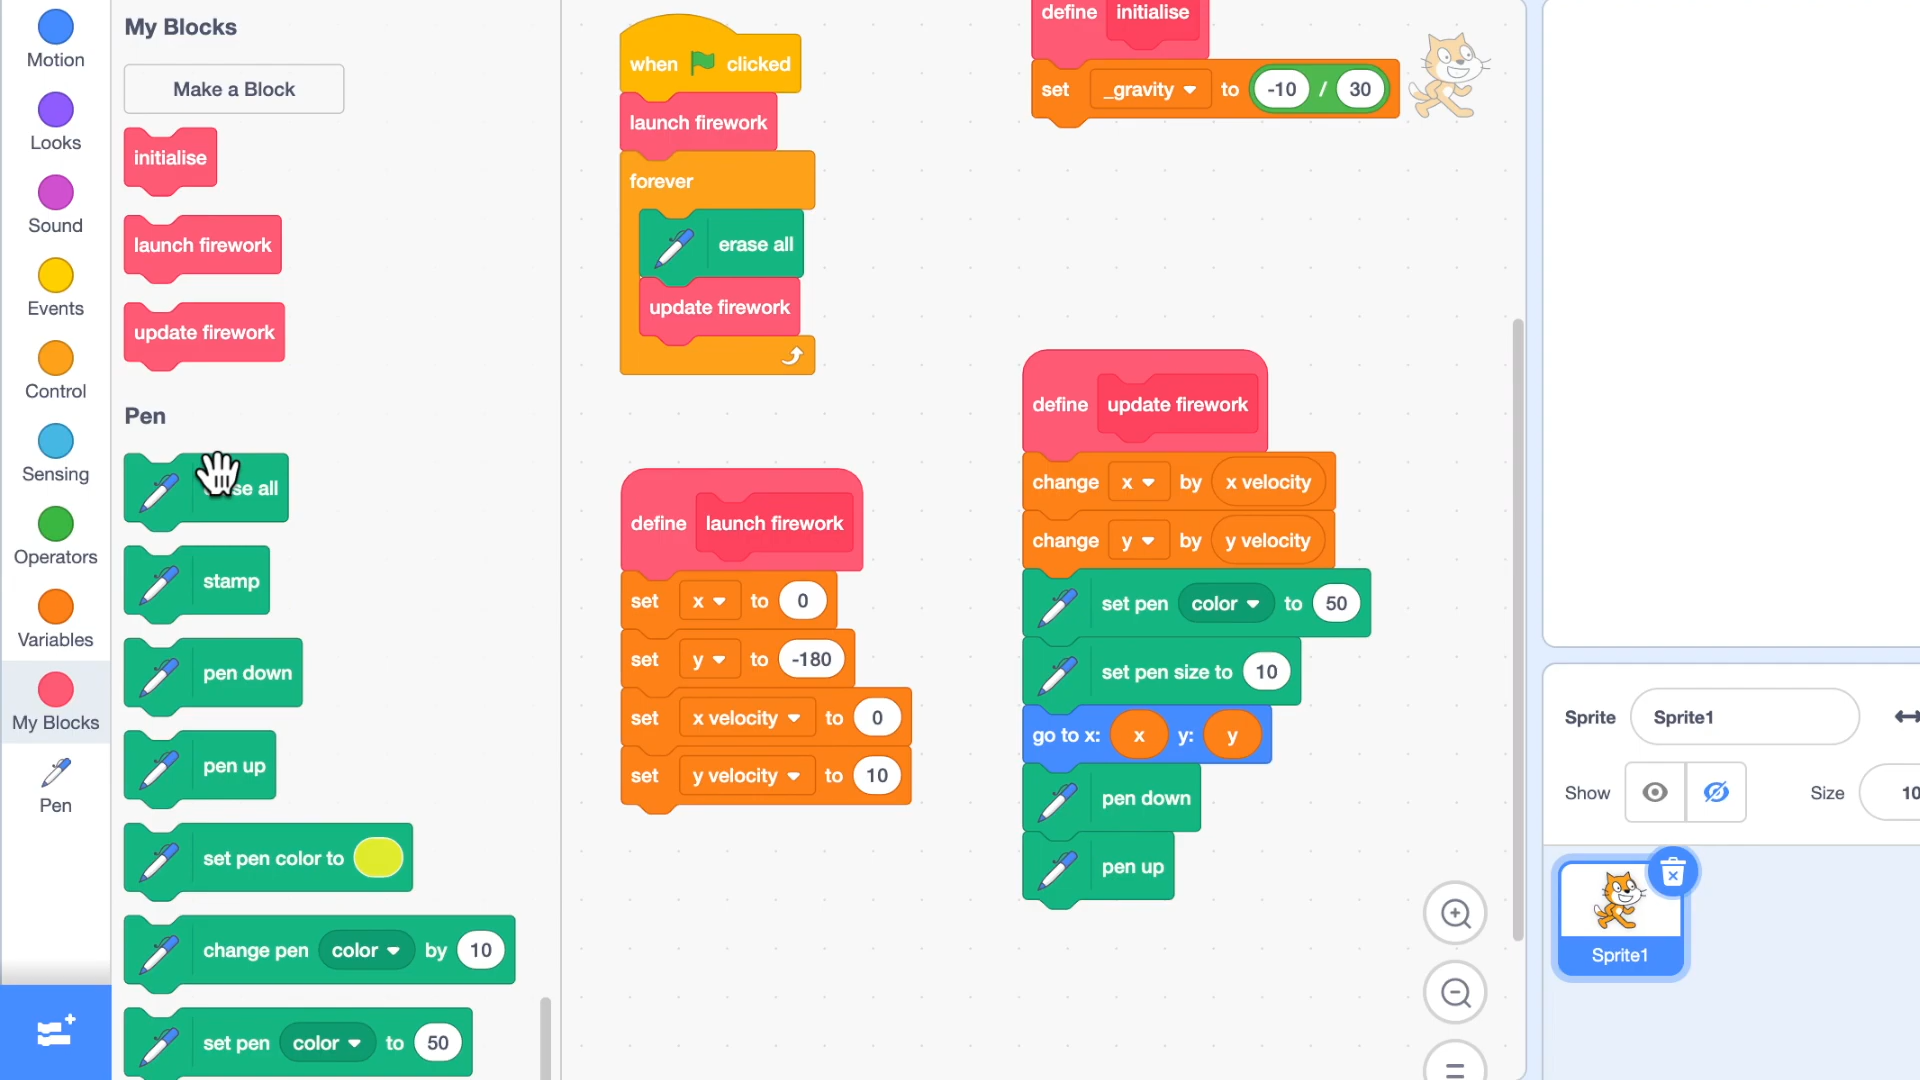 Motion
Looks
Sound
Events
Control
Sensing
Operators
Variables
My Blocks
Pen
My Blocks
Make a Block
initialise
launch firework
update firework
Pen
se all
stamp
pen down
pen up
set pen color to
change pen color by 10
set pen color to 50
when clicked
launch firework
forever
erase all
update firework
define launch firework
set x to 0
set y to -180
set x velocity to 0
set y velocity to 10
define initialise
set _gravity to -10 / 30
define update firework
change x by x velocity
change y by y velocity
set pen color to 50
set pen size to 10
go to x: x y: y
pen down
pen up
Sprite Sprite1
Show Size 10
Sprite1